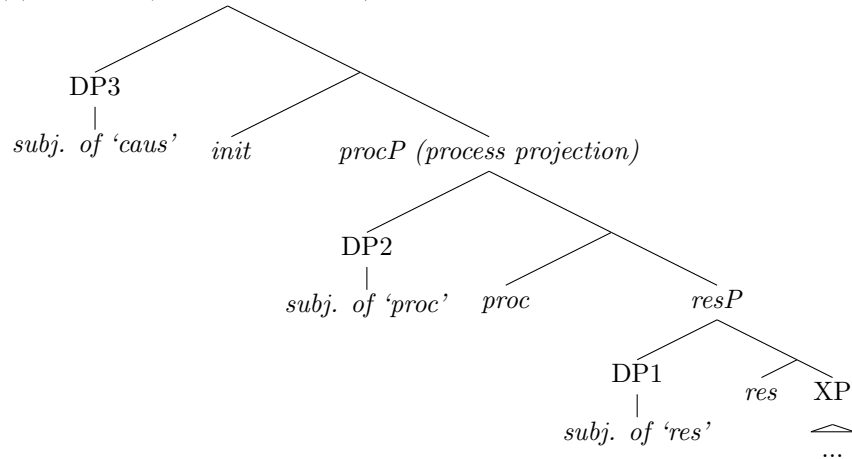 DP3
subj. of ‘caus’ init procP (process projection)
DP2
subj. of ‘proc’ proc resP
DP1 res XP
subj. of ‘res’ ...